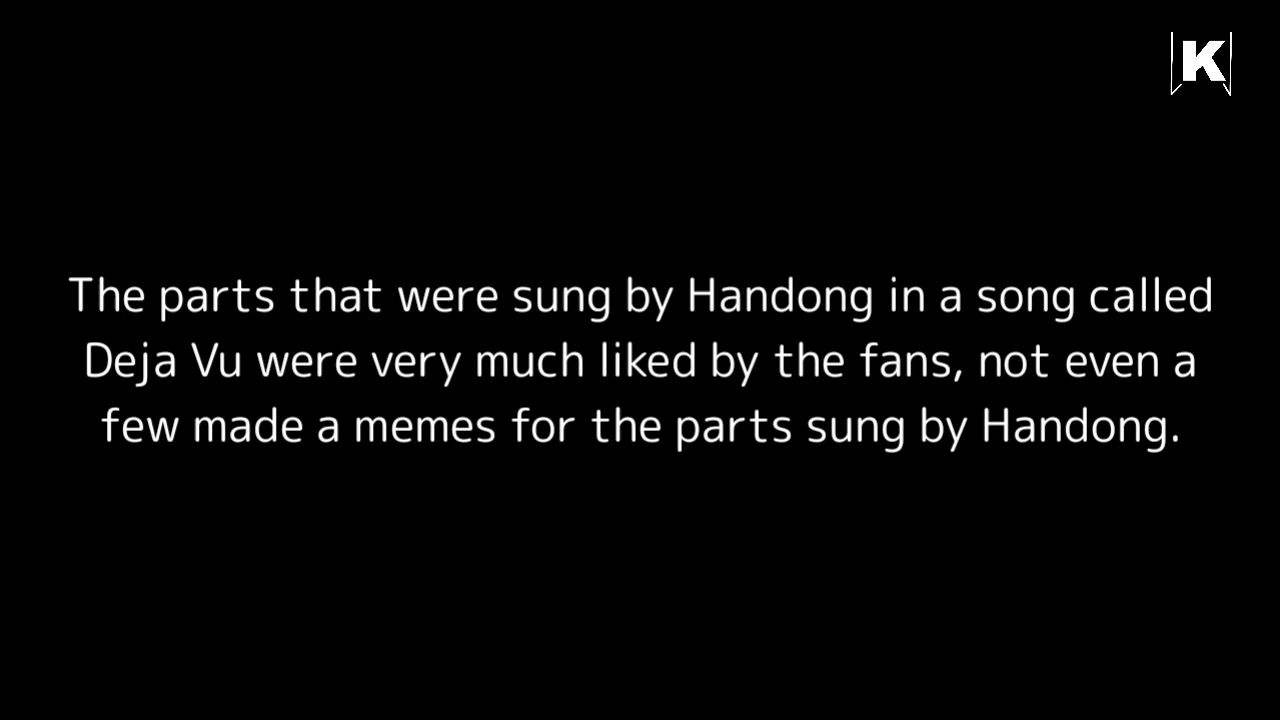 K
The parts that were sung by Handong in a song called
Deja Vu were very much liked by the fans, not even a
few made a memes for the parts sung by Handong.